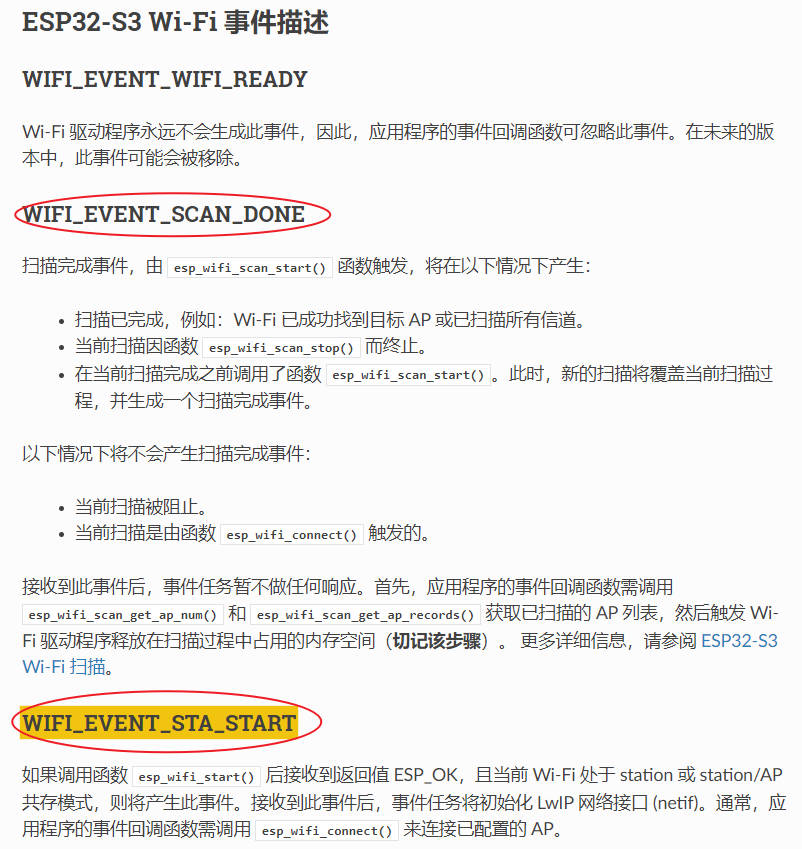 ESP32-S3 Wi-Fi 事件描述
WIFI_EVENT_WIFI_READY
Wi-Fi 驱动程序永远不会生成此事件，因此，应用程序的事件回调函数可忽略此事件。在未来的版
本中，此事件可能会被移除。
WIFI_EVENT_SCAN_DONE
扫描完成事件，由 esp_wifi_scan_start() 函数触发，将在以下情况下产生：
• 扫描已完成，例如：Wi-Fi 已成功找到目标 AP 或已扫描所有信道。
• 当前扫描因函数 esp_wifi_scan_stop() 而终止。
• 在当前扫描完成之前调用了函数 esp_wifi_scan_start()。此时，新的扫描将覆盖当前扫描过
程，并生成一个扫描完成事件。
以下情况下将不会产生扫描完成事件：
• 当前扫描被阻止。
• 当前扫描是由函数 esp_wifi_connect() 触发的。
接收到此事件后，事件任务暂不做任何响应。首先，应用程序的事件回调函数需调用
esp_wifi_scan_get_ap_num() 和 esp_wifi_scan_get_ap_records() 获取已扫描的 AP 列表，然后触发 Wi-
Fi 驱动程序释放在扫描过程中占用的内存空间（切记该步骤）。 更多详细信息，请参阅 ESP32-S3
Wi-Fi 扫描。
WIFI_EVENT_STA_START
如果调用函数 esp_wifi_start() 后接收到返回值 ESP_OK，且当前 Wi-Fi 处于 station 或 station/AP
共存模式，则将产生此事件。接收到此事件后，事件任务将初始化 LwIP 网络接口 (netif)。通常，应
用程序的事件回调函数需调用 esp_wifi_connect() 来连接已配置的 AP。